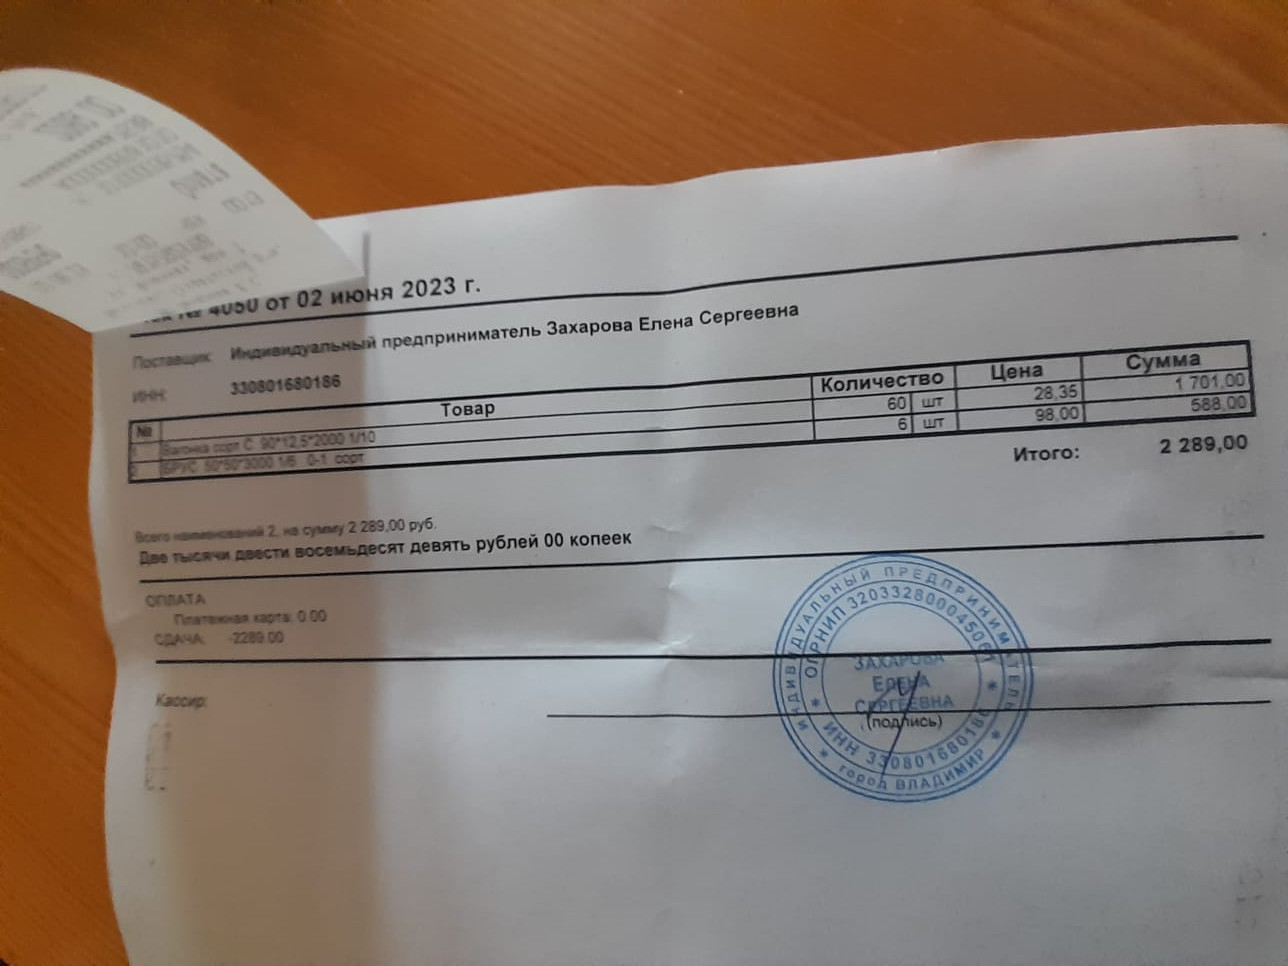 4050 от 02 июня 2023 г.
Поставщик: Индивидуальный предприниматель Захарова Елена Сергеевна
ИНН: 330801680186
№ Товар Количество Цена Сумма
1 Вагонка сорт С 90*12,5*2000 1/10 60 шт 28,35 1 701,00
2 БРУС 50*50*3000 1/6 0-1 сорт 6 шт 98,00 588,00
Итого: 2 289,00
Всего наименований 2, на сумму 2 289,00 руб.
Две тысячи двести восемьдесят девять рублей 00 копеек
ОПЛАТА
Платежная карта: 0.00
СДАЧА: -2289.00
Кассир:
(подпись)
ИНДИВИДУАЛЬНЫЙ ПРЕДПРИНИМАТЕЛЬ
ОГРНИП 320332800045061
ЗАХАРОВА
ЕЛЕНА
СЕРГЕЕВНА
ИНН 330801680186
город ВЛАДИМИР